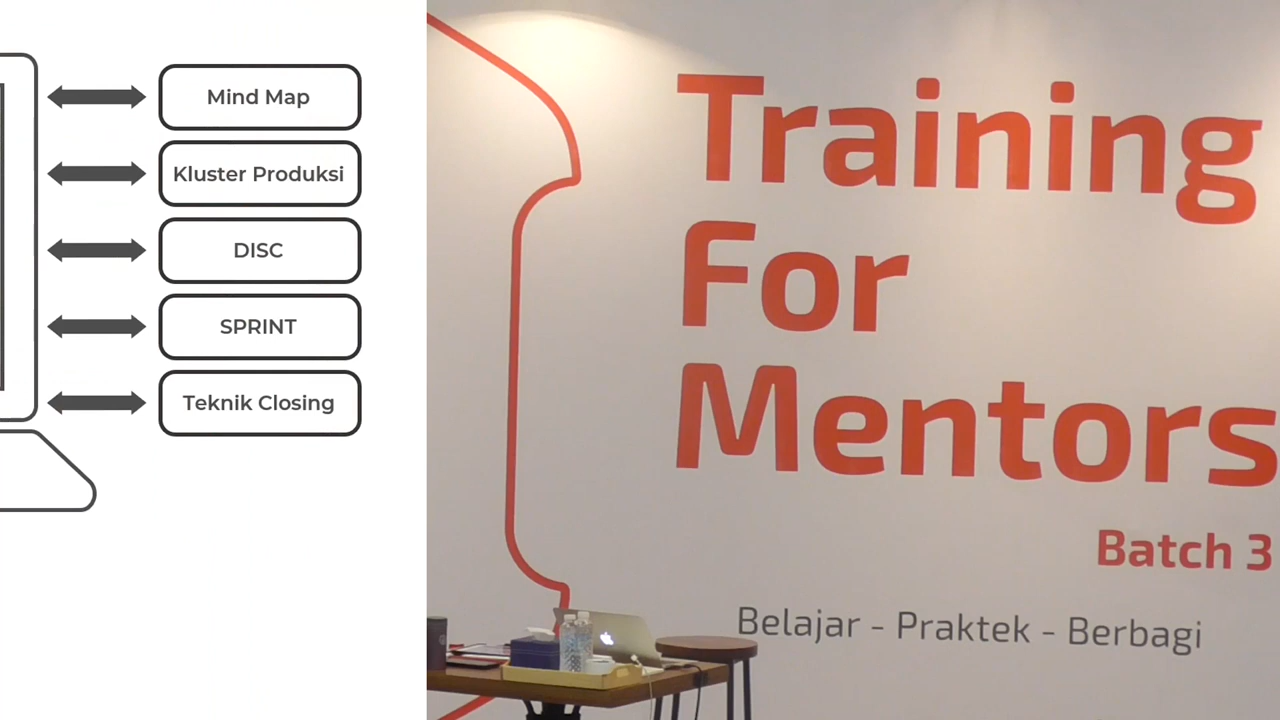 Mind Map
Kluster Produksi
DISC
SPRINT
Teknik Closing
Training
For
Mentors
Batch 3
Belajar - Praktek - Berbagi